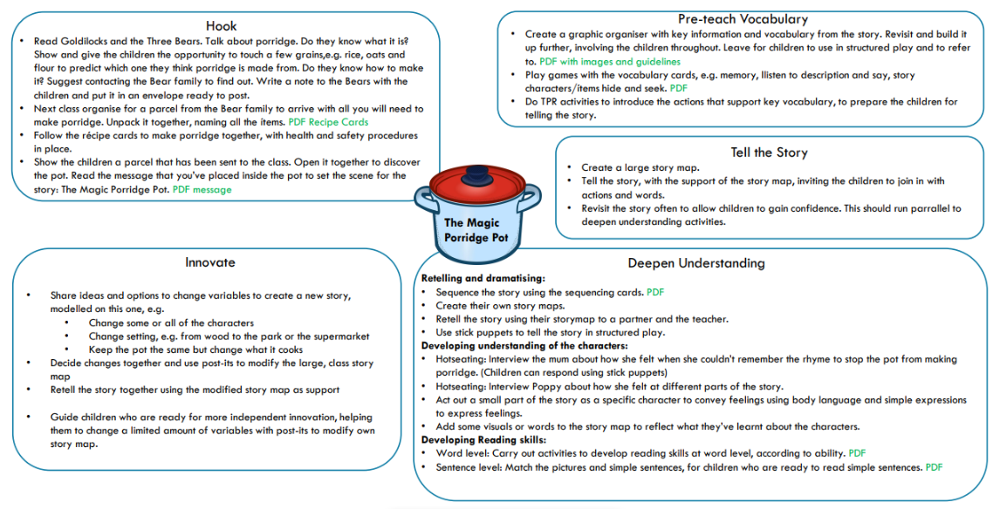 Hook
• Read Goldilocks and the Three Bears. Talk about porridge. Do they know what it is?
Show and give the children the opportunity to touch a few grains,e.g. rice, oats and
flour to predict which one they think porridge is made from. Do they know how to make
it? Suggest contacting the Bear family to find out. Write a note to the Bears with the
children and put it in an envelope ready to post.
• Next class organise for a parcel from the Bear family to arrive with all you will need to
make porridge. Unpack it together, naming all the items. PDF Recipe Cards
• Follow the récipe cards to make porridge together, with health and safety procedures
in place.
• Show the children a parcel that has been sent to the class. Open it together to discover
the pot. Read the message that you've placed inside the pot to set the scene for the
story: The Magic Porridge Pot. PDF message
Pre-teach Vocabulary
• Create a graphic organiser with key information and vocabulary from the story. Revisit and build it
up further, involving the children throughout. Leave for children to use in structured play and to refer
to. PDF with images and guidelines
• Play games with the vocabulary cards, e.g. memory, llisten to description and say, story
characters/items hide and seek. PDF
• Do TPR activities to introduce the actions that support key vocabulary, to prepare the children for
telling the story.
Tell the Story
• Create a large story map.
• Tell the story, with the support of the story map, inviting the children to join in with
actions and words.
• Revisit the story often to allow children to gain confidence. This should run parrallel to
deepen understanding activities.
The Magic
Porridge Pot
Innovate
• Share ideas and options to change variables to create a new story,
modelled on this one, e.g.
• Change some or all of the characters
• Change setting, e.g. from wood to the park or the supermarket
• Keep the pot the same but change what it cooks
• Decide changes together and use post-its to modify the large, class story
map
• Retell the story together using the modified story map as support
• Guide children who are ready for more independent innovation, helping
them to change a limited amount of variables with post-its to modify own
story map.
Deepen Understanding
Retelling and dramatising:
• Sequence the story using the sequencing cards. PDF
• Create their own story maps.
• Retell the story using their storymap to a partner and the teacher.
• Use stick puppets to tell the story in structured play.
Developing understanding of the characters:
• Hotseating: Interview the mum about how she felt when she couldn't remember the rhyme to stop the pot from making
porridge. (Children can respond using stick puppets)
• Hotseating: Interview Poppy about how she felt at different parts of the story.
• Act out a small part of the story as a specific character to convey feelings using body language and simple expressions
to express feelings.
• Add some visuals or words to the story map to reflect what they've learnt about the characters.
Developing Reading skills:
• Word level: Carry out activities to develop reading skills at word level, according to ability. PDF
• Sentence level: Match the pictures and simple sentences, for children who are ready to read simple sentences. PDF